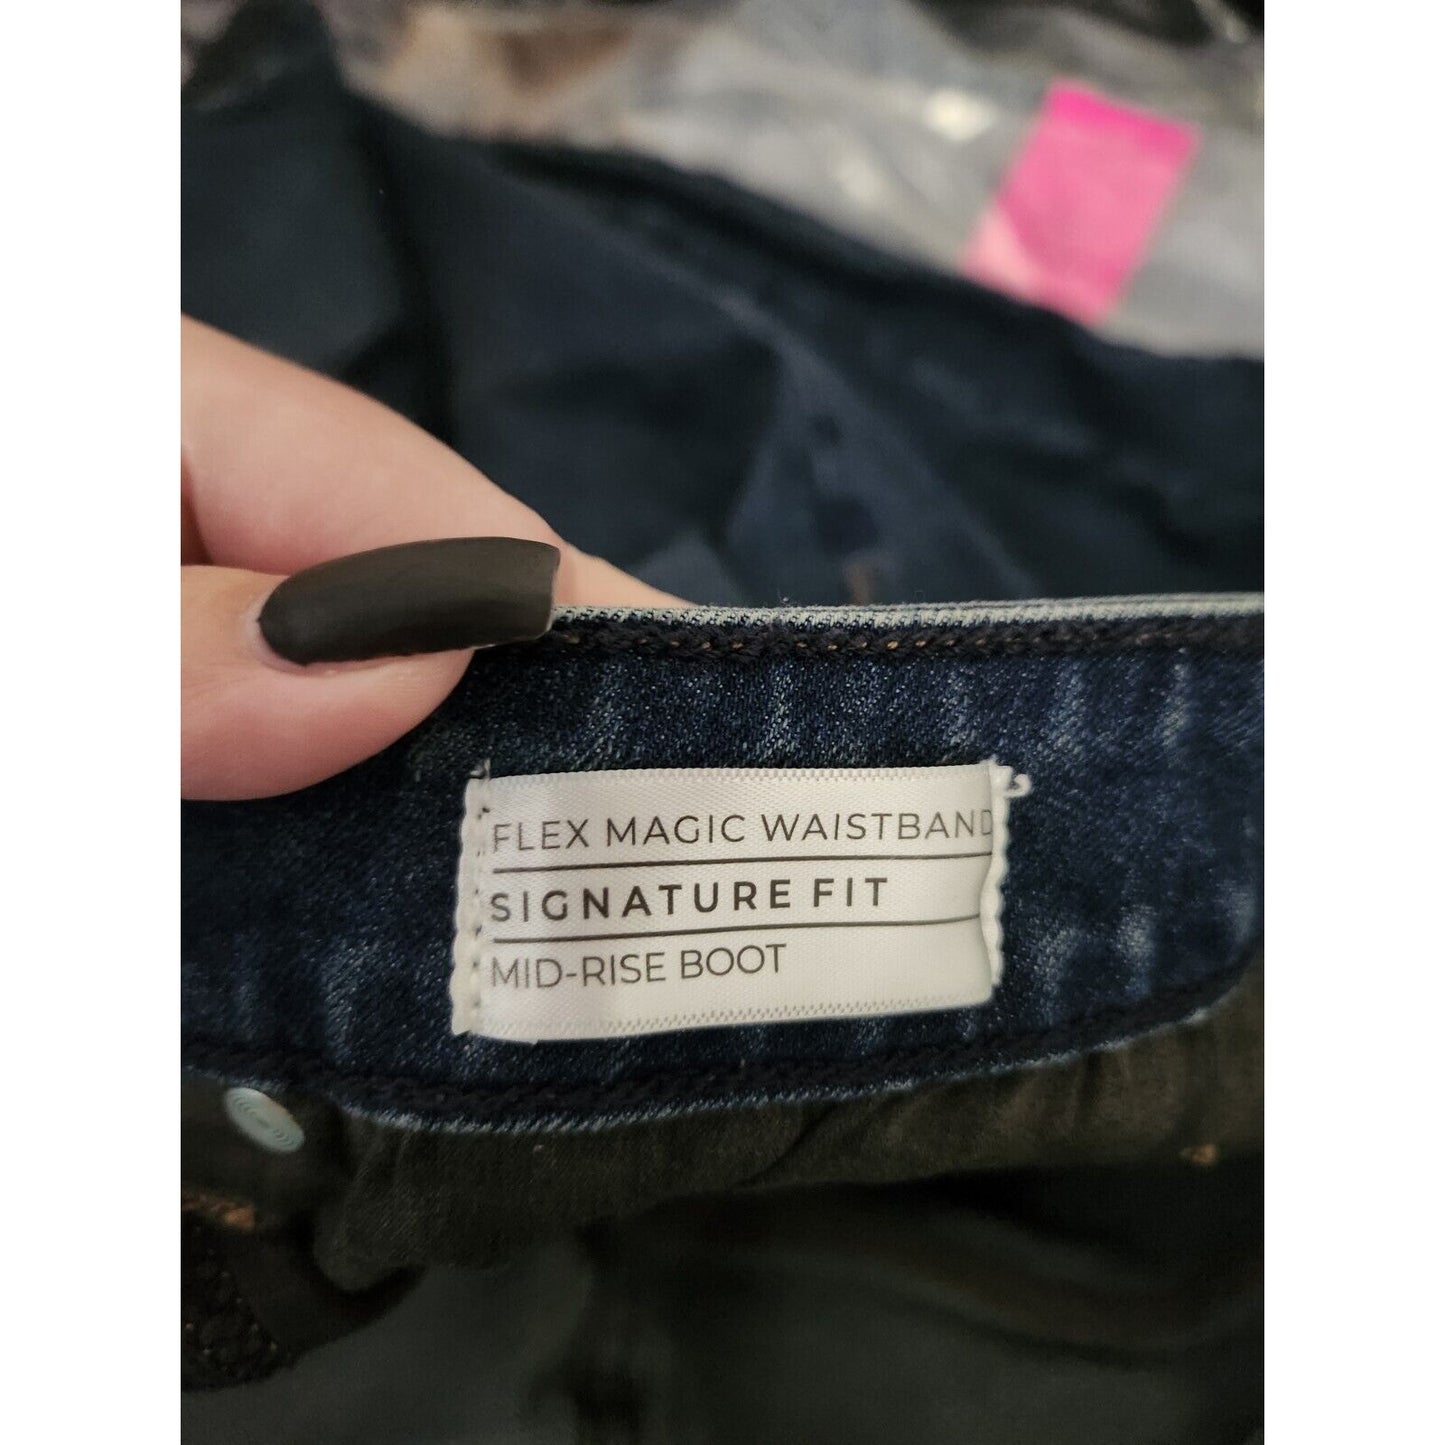 FLEX MAGIC WAISTBAND
SIGNATURE FIT
MID-RISE BOOT